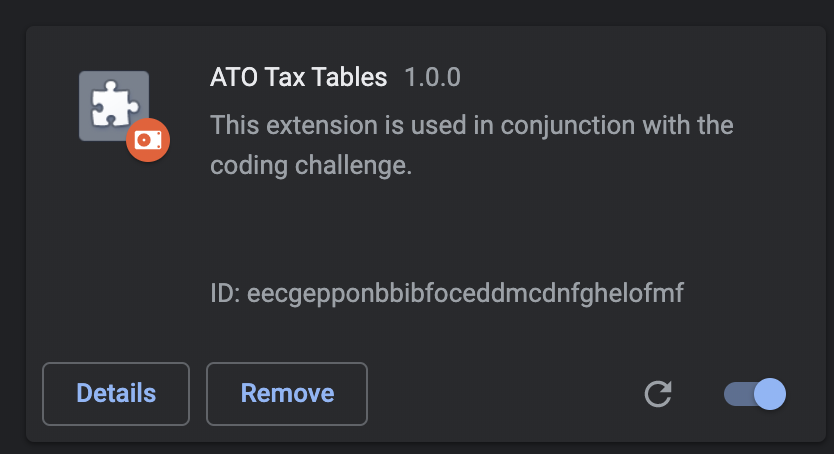 ATO Tax Tables 1.0.0
This extension is used in conjunction with the
coding challenge.
ID: eecgepponbbibfoceddmcdnfghelofmf
Details Remove